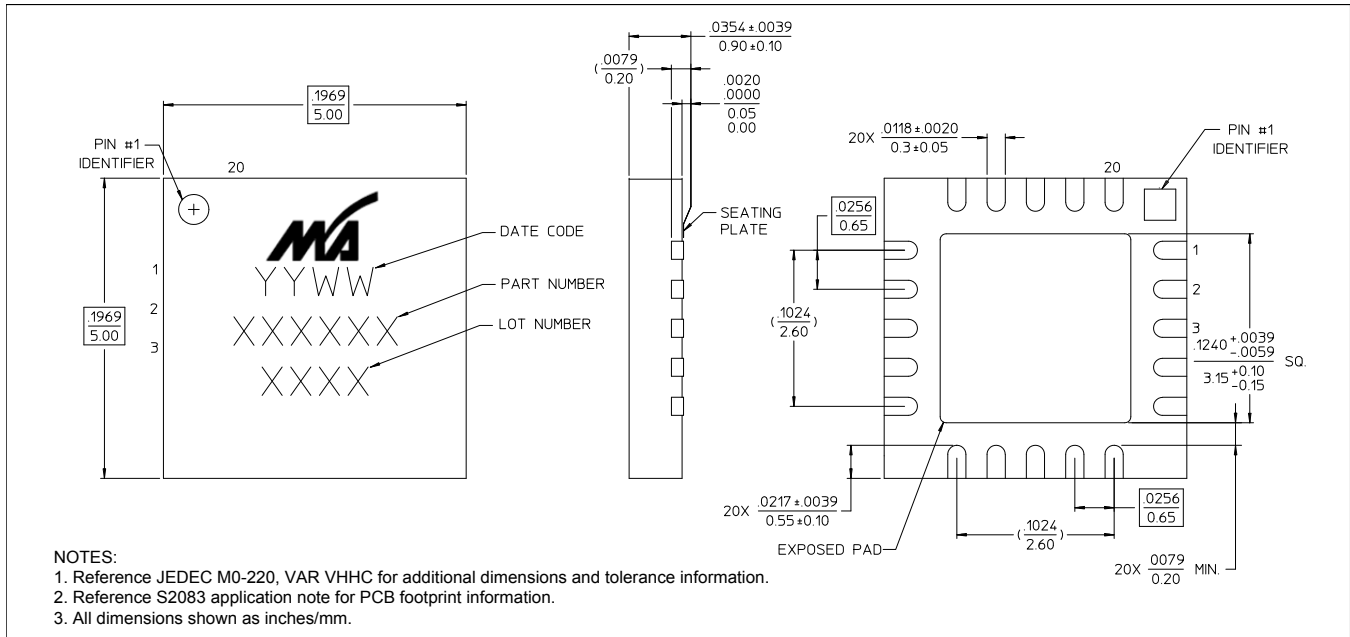 .1969
5.00
PIN #1
IDENTIFIER
20
.1969
5.00
1
2
3
MA
YYWW
XXXXXX
XXXX
DATE CODE
PART NUMBER
LOT NUMBER
.0354±.0039
0.90±0.10
(.0079
0.20)
.0020
.0000
0.05
0.00
SEATING
PLATE
20X .0118±.0020
0.3±0.05
20
PIN #1
IDENTIFIER
.0256
0.65
(.1024
2.60)
1
2
3
.1240 +.0039
-.0059
3.15 +0.10
-0.15
SQ.
20X .0217±.0039
0.55±0.10
EXPOSED PAD
(.1024
2.60)
.0256
0.65
20X .0079
0.20 MIN.
NOTES:
1. Reference JEDEC M0-220, VAR VHHC for additional dimensions and tolerance information.
2. Reference S2083 application note for PCB footprint information.
3. All dimensions shown as inches/mm.